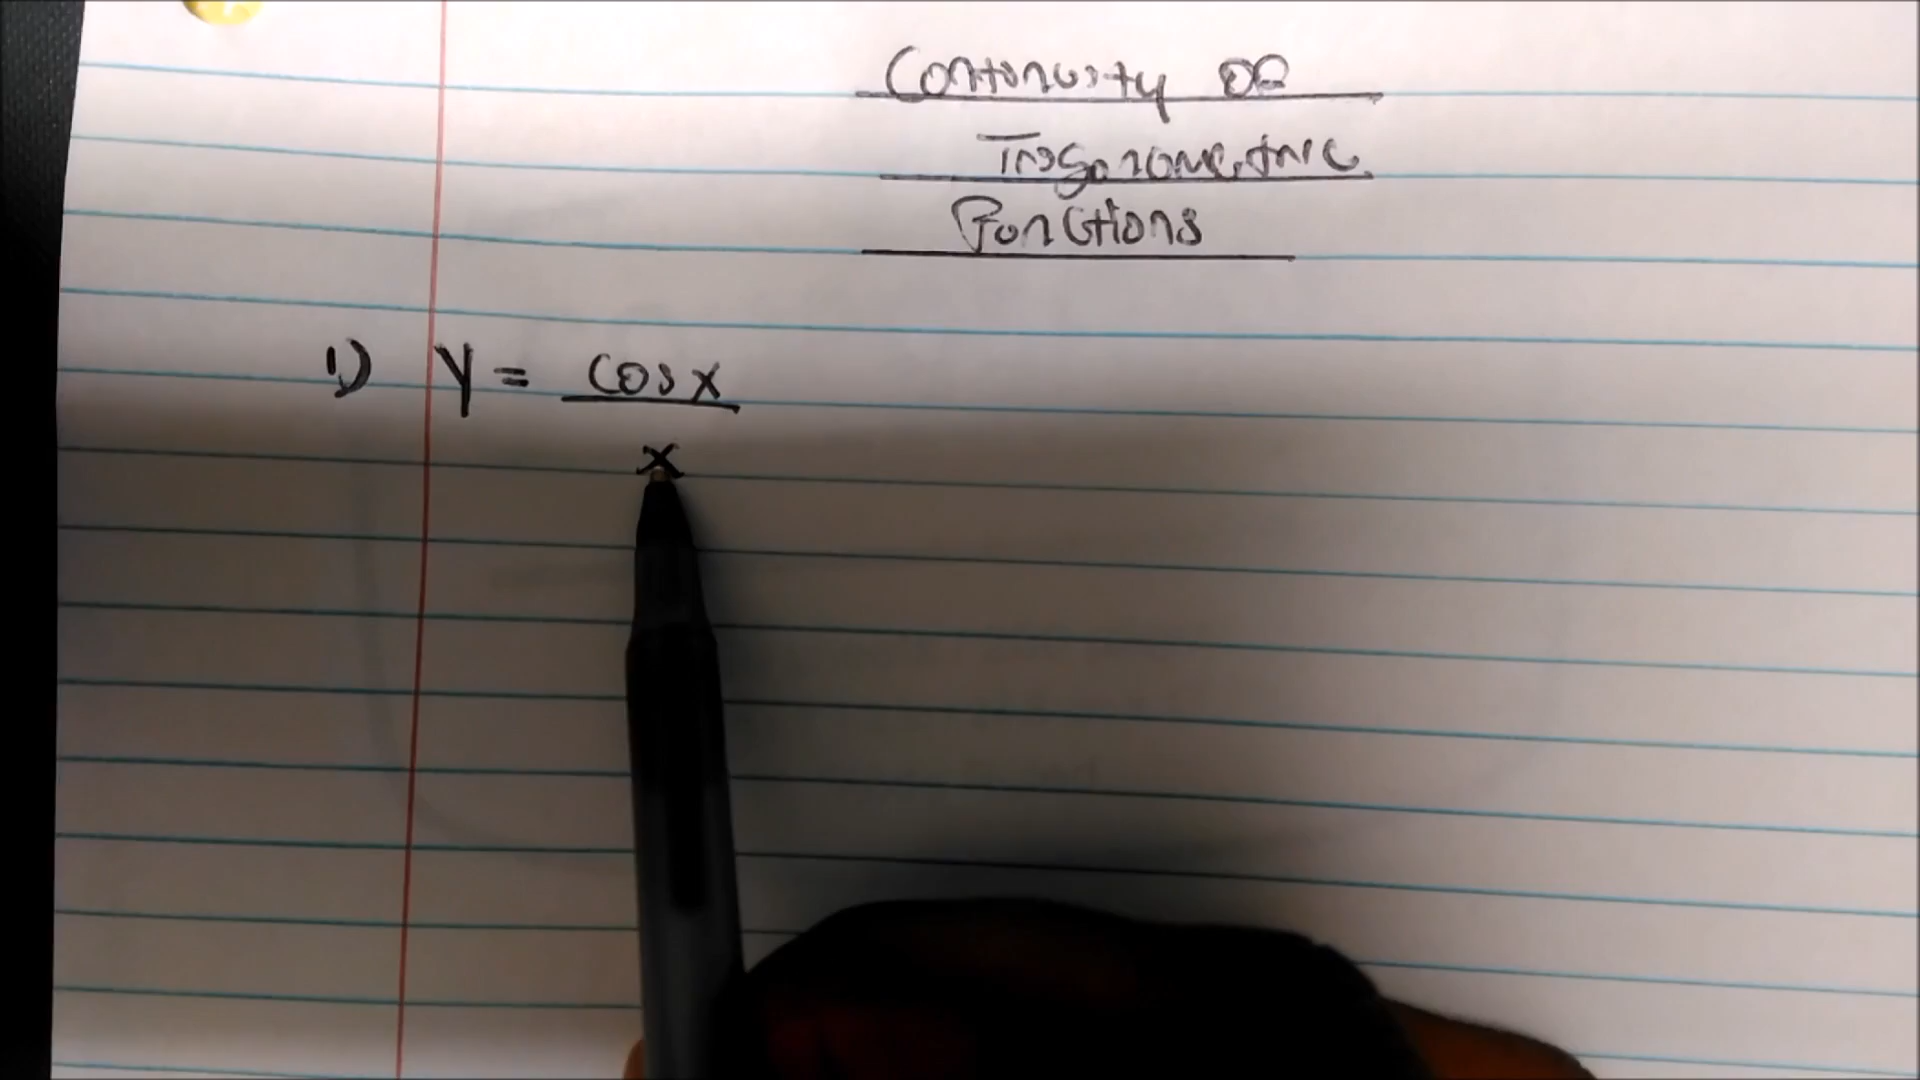 Continuity of
Trigonometric
Functions
1) y = cos x
x